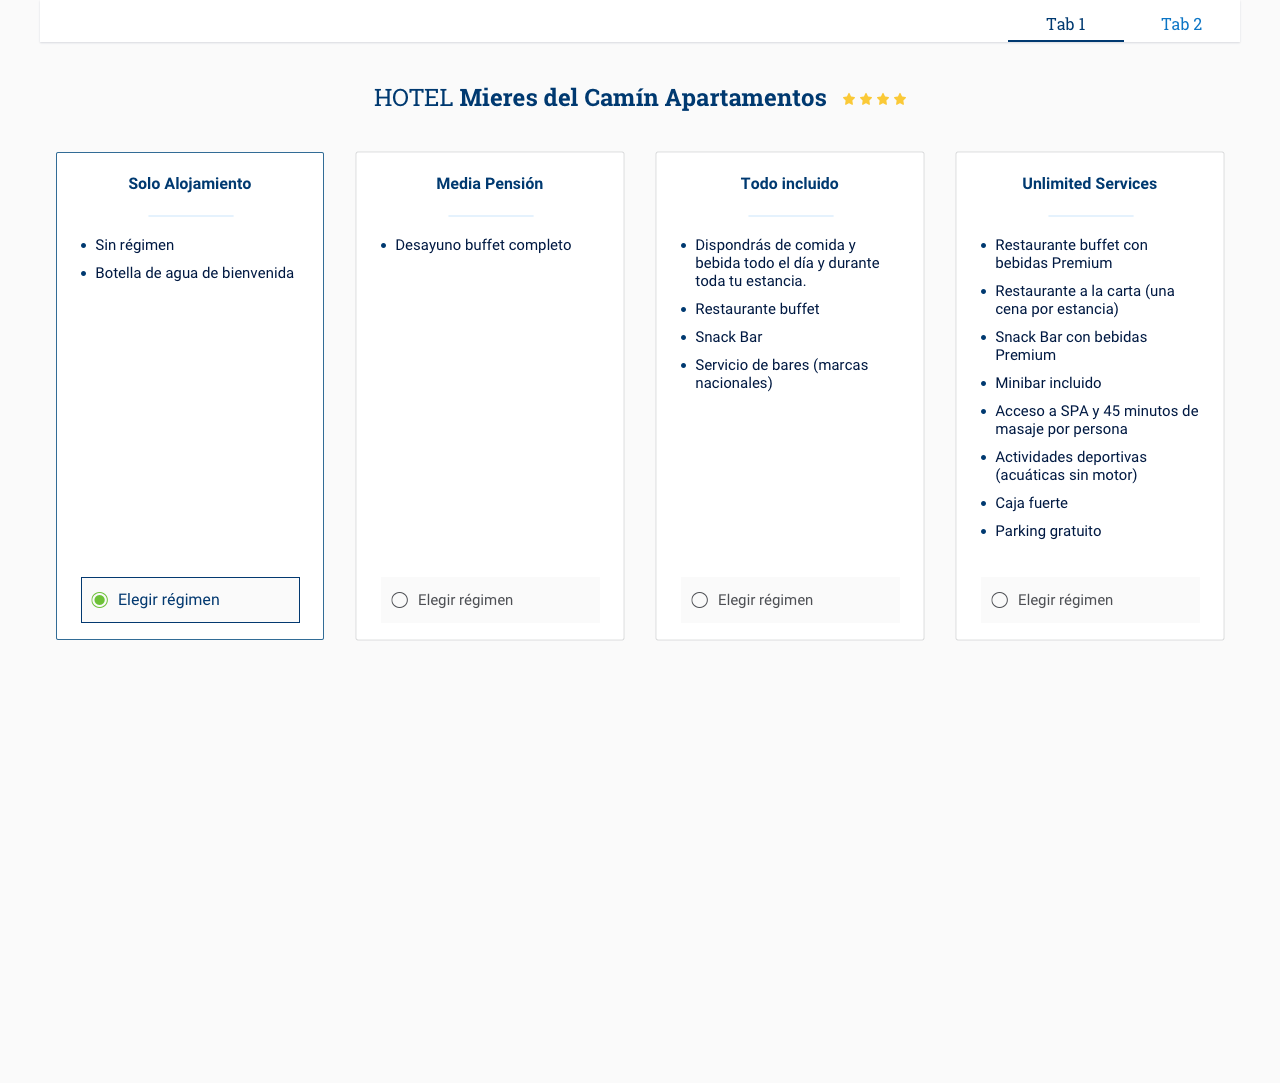 Tab 1
Tab 2
HOTEL Mieres del Camín Apartamentos
Solo Alojamiento
Sin régimen
Botella de agua de bienvenida
Elegir régimen
Media Pensión
Desayuno buffet completo
Elegir régimen
Todo incluido
Dispondrás de comida y
bebida todo el día y durante
toda tu estancia.
Restaurante buffet
Snack Bar
Servicio de bares (marcas
nacionales)
Elegir régimen
Unlimited Services
Restaurante buffet con
bebidas Premium
Restaurante a la carta (una
cena por estancia)
Snack Bar con bebidas
Premium
Minibar incluido
Acceso a SPA y 45 minutos de
masaje por persona
Actividades deportivas
(acuáticas sin motor)
Caja fuerte
Parking gratuito
Elegir régimen